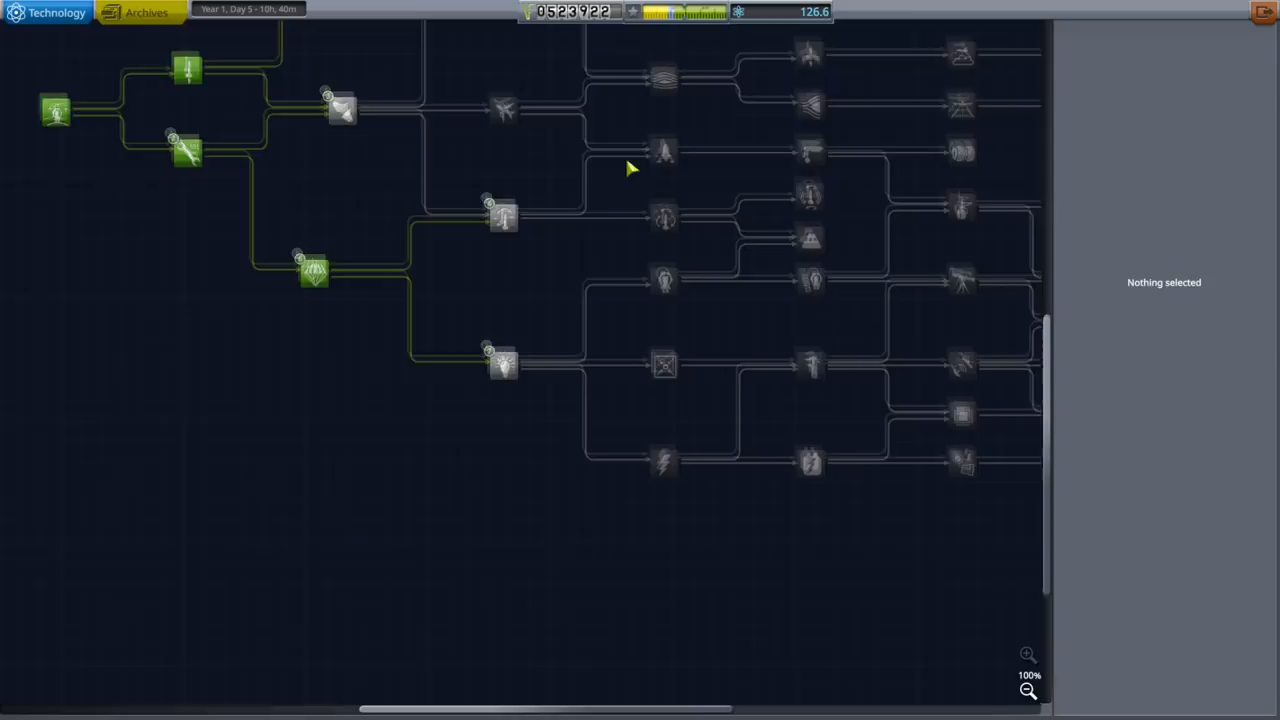 Technology
Archives
Year 1, Day 5 - 10h, 40m
0523922
126.6
Nothing selected
100%